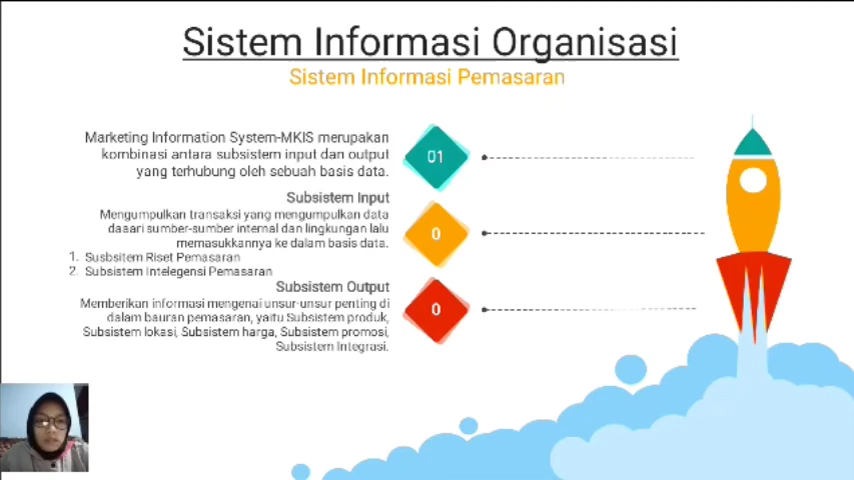 Sistem Informasi Organisasi
Sistem Informasi Pemasaran
Marketing Information System-MKIS merupakan
kombinasi antara subsistem input dan output
yang terhubung oleh sebuah basis data.
01
Subsistem Input
Mengumpulkan transaksi yang mengumpulkan data
daaari sumber-sumber internal dan lingkungan lalu
memasukkannya ke dalam basis data.
1. Susbsitem Riset Pemasaran
2. Subsistem Intelegensi Pemasaran
0
Subsistem Output
Memberikan informasi mengenai unsur-unsur penting di
dalam bauran pemasaran, yaitu Subsistem produk,
Subsistem lokasi, Subsistem harga, Subsistem promosi,
Subsistem Integrasi.
0